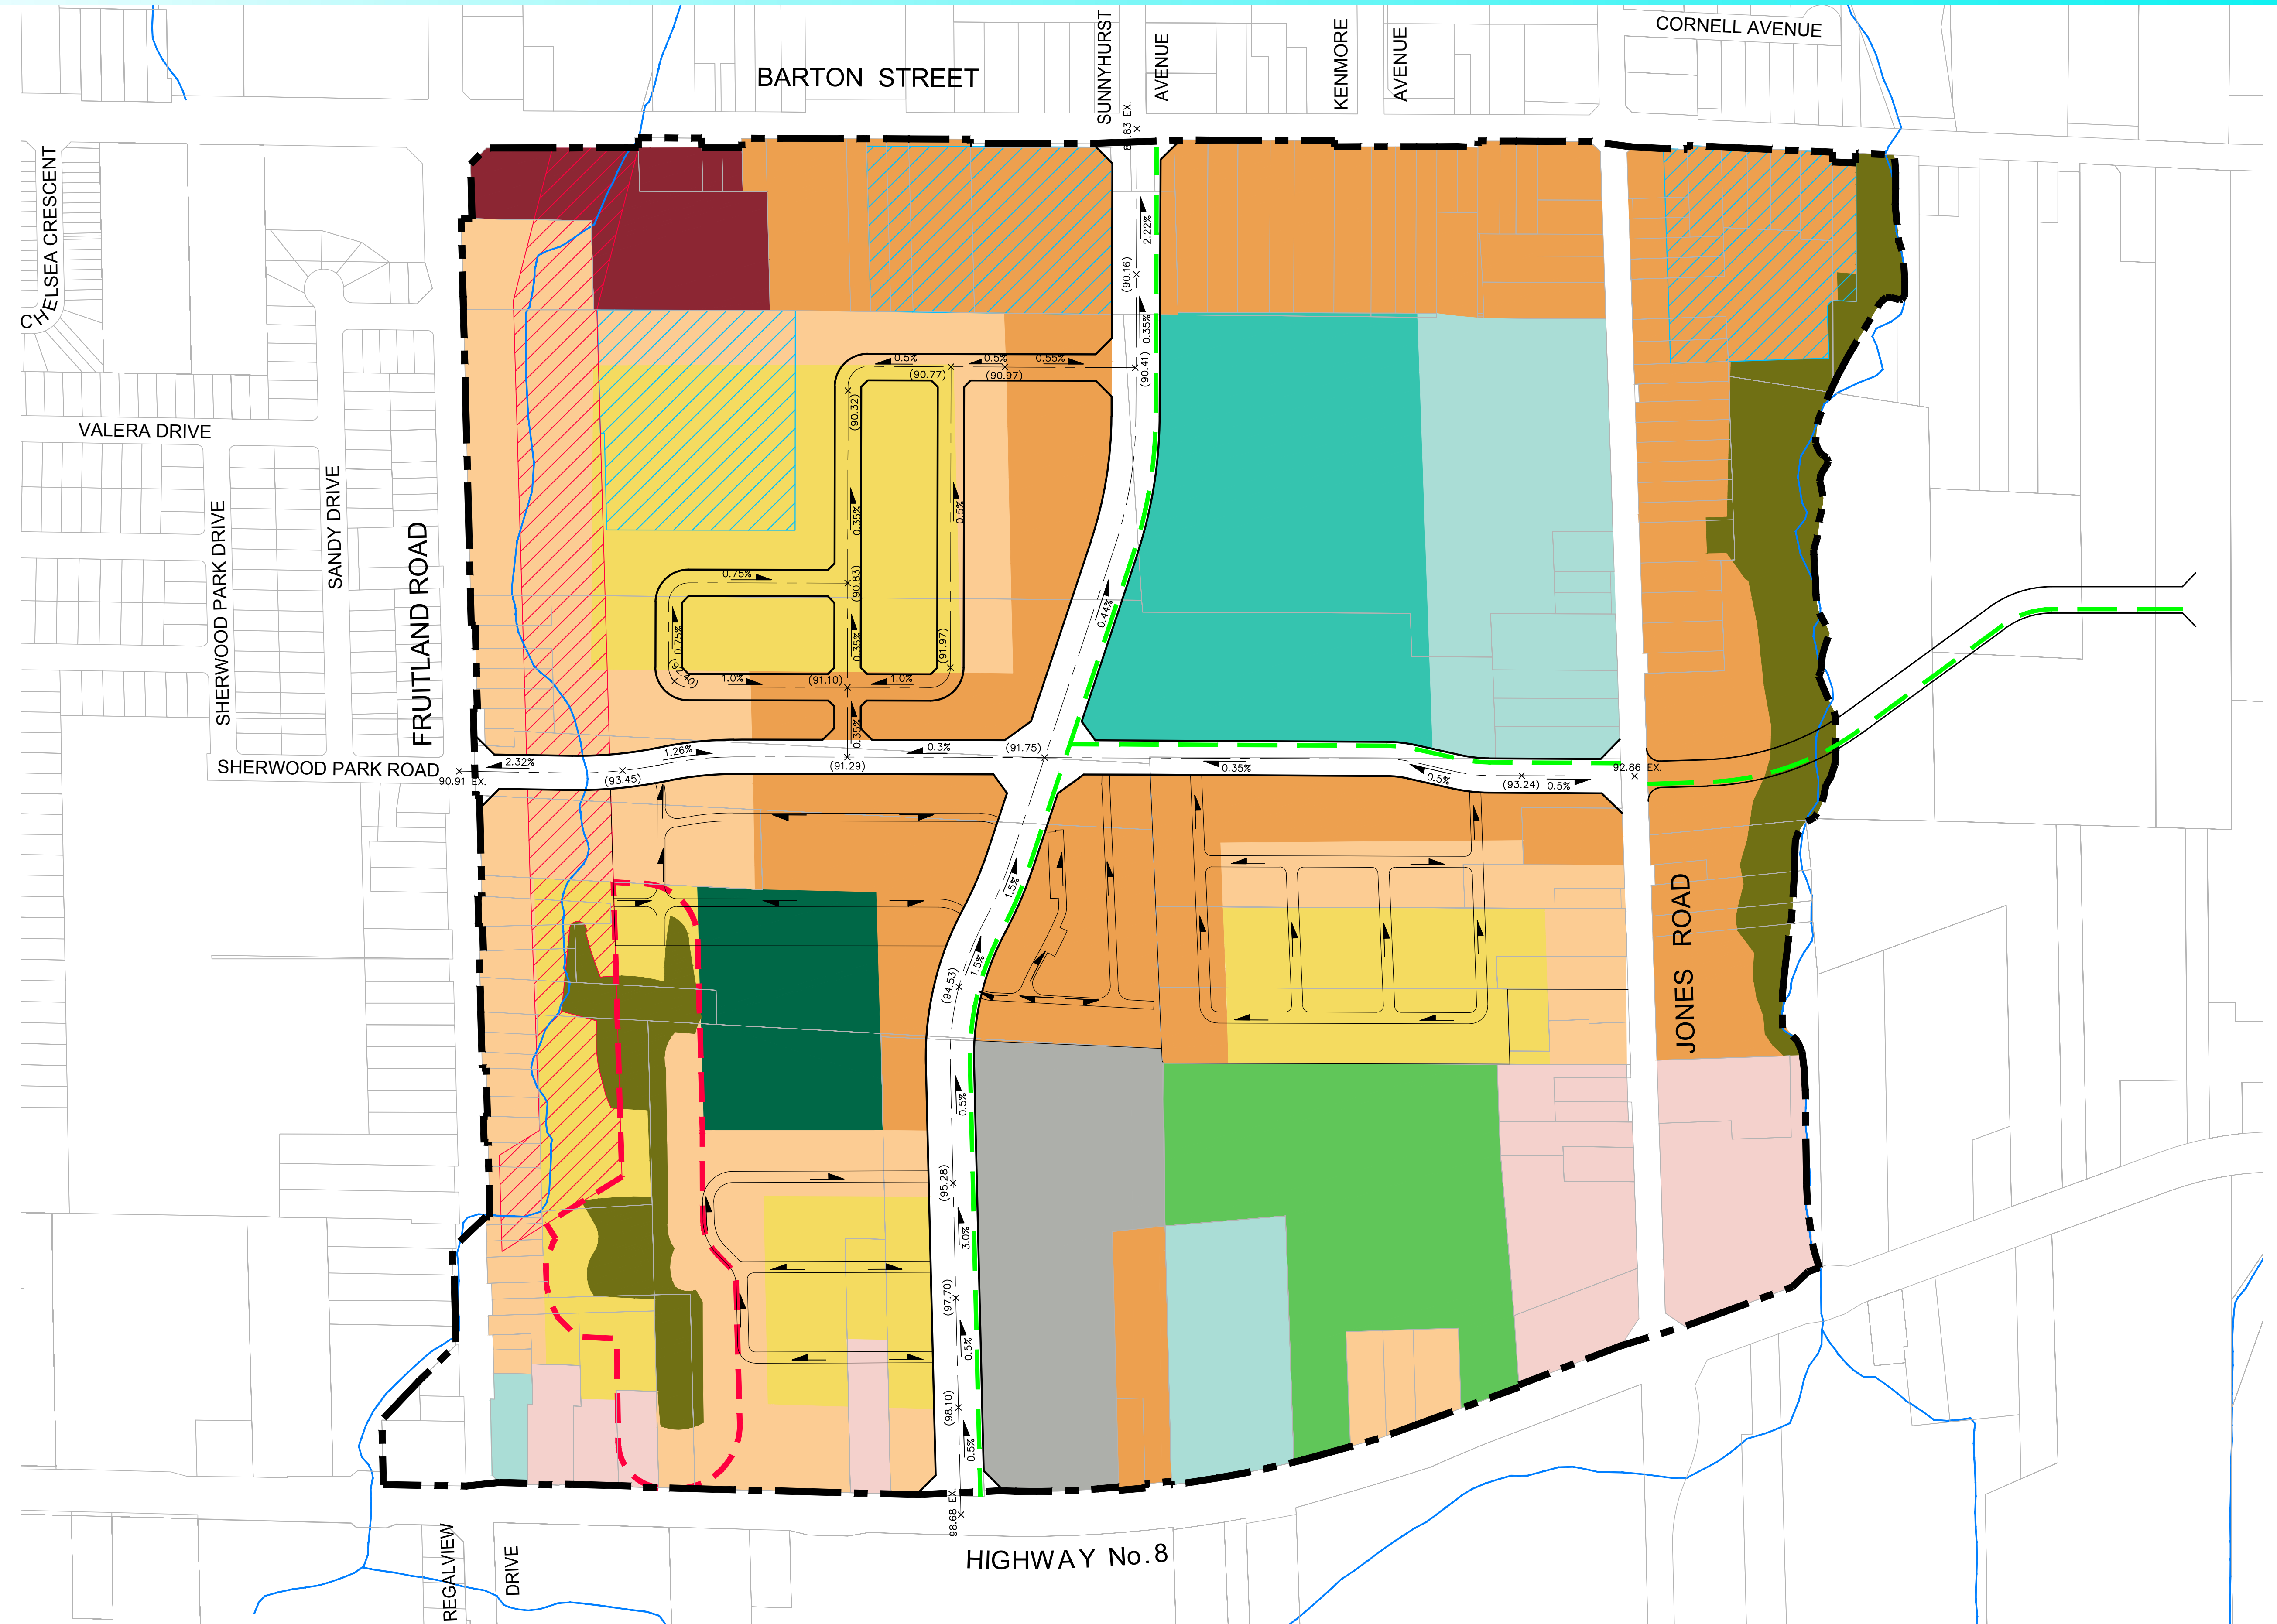 CORNELL AVENUE
BARTON STREET
SUNNYHURST
AVENUE
KENMORE
AVENUE
CHELSEA CRESCENT
VALERA DRIVE
SHERWOOD PARK DRIVE
SANDY DRIVE
FRUITLAND ROAD
SHERWOOD PARK ROAD
JONES ROAD
HIGHWAY No.8
REGALVIEW
DRIVE
83 EX.
2.22%
(90.16)
0.35%
(90.41)
0.5%
0.5%
0.55%
(90.77)
(90.97)
(90.32)
0.35%
0.5%
0.75%
(90.83)
0.75%
0.35%
(91.97)
(92.40)
1.0%
(91.10)
1.0%
0.35%
0.44%
2.32%
90.91 EX.
(93.45)
1.26%
(91.29)
0.3%
(91.75)
0.35%
0.5%
(93.24)
0.5%
92.86 EX.
1.5%
1.5%
(94.53)
0.5%
(95.28)
3.0%
(97.70)
0.5%
(98.10)
0.5%
98.68 EX.